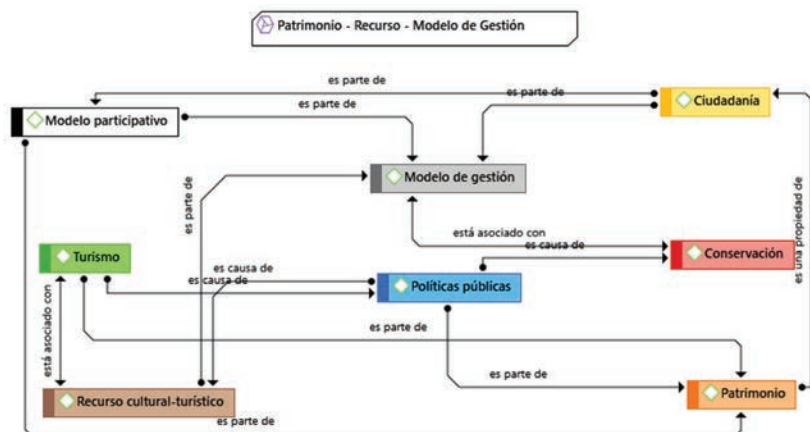 Patrimonio - Recurso - Modelo de Gestión
es parte de
es parte de
es parte de
Ciudadanía
Modelo participativo
Modelo de gestión
es parte de
está asociado con
es causa de
Conservación
es una propiedad de
Turismo
es causa de
es causa de
Políticas públicas
está asociado con
es parte de
es parte de
Recurso cultural-turístico
Patrimonio
es parte de